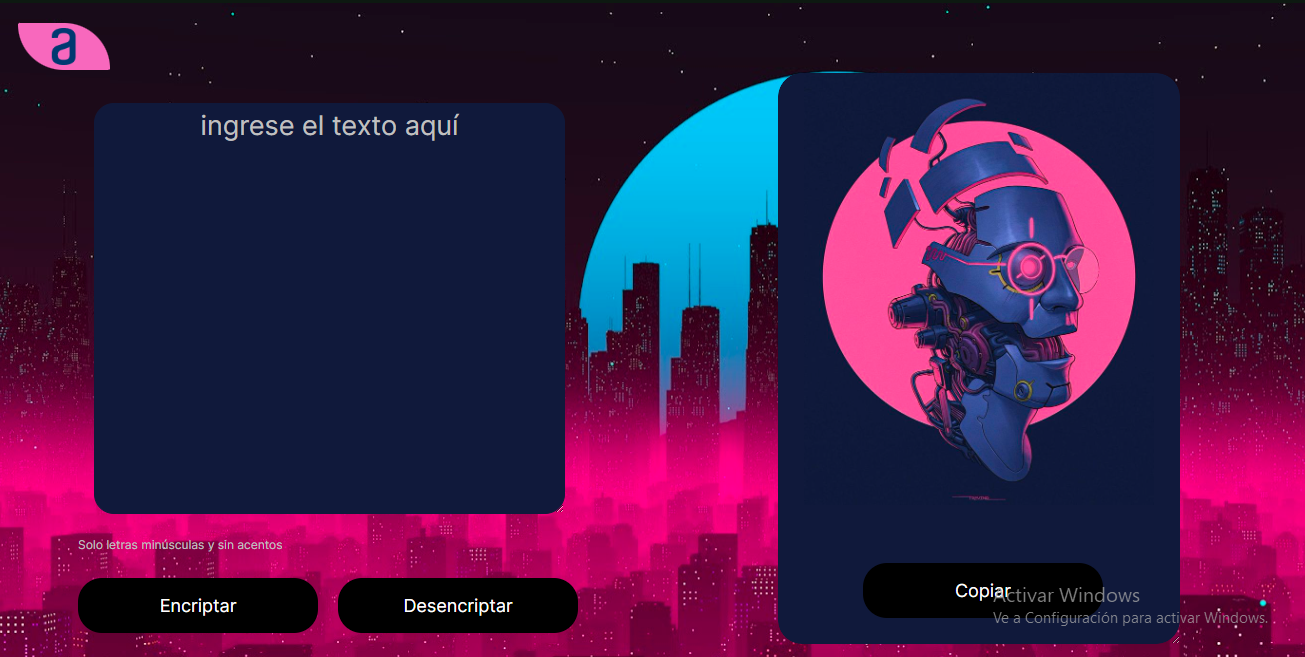 a
ingrese el texto aquí
Solo letras minúsculas y sin acentos
Encriptar
Desencriptar
Copiar
Activar Windows
Ve a Configuración para activar Windows.